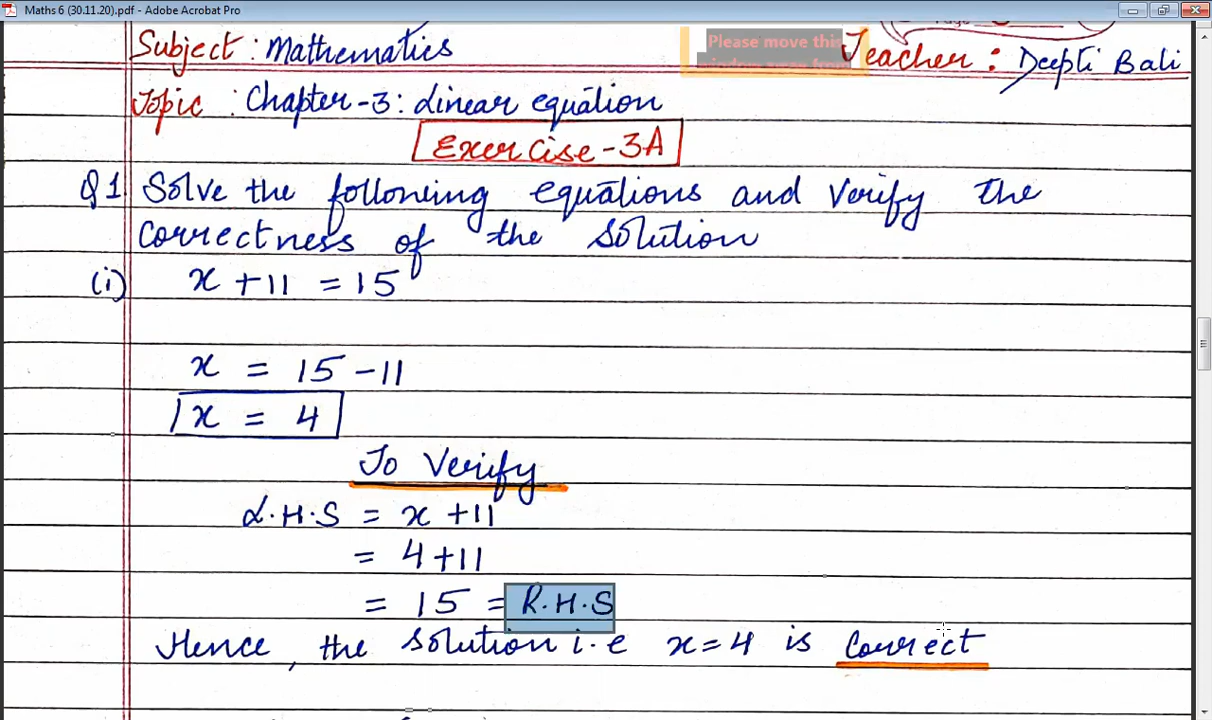 Maths 6 (30.11.20).pdf - Adobe Acrobat Pro
Subject : Mathematics
Please move this
Teacher : Deepti Bali
Topic : Chapter-3 : Linear equation
Exercise-3A
Q1 Solve the following equations and Verify the
Correctness of the Solution
(i) x + 11 = 15
x = 15 - 11
x = 4
To Verify
L.H.S = x + 11
= 4 + 11
= 15 = R.H.S
Hence, the solution i.e x = 4 is Correct